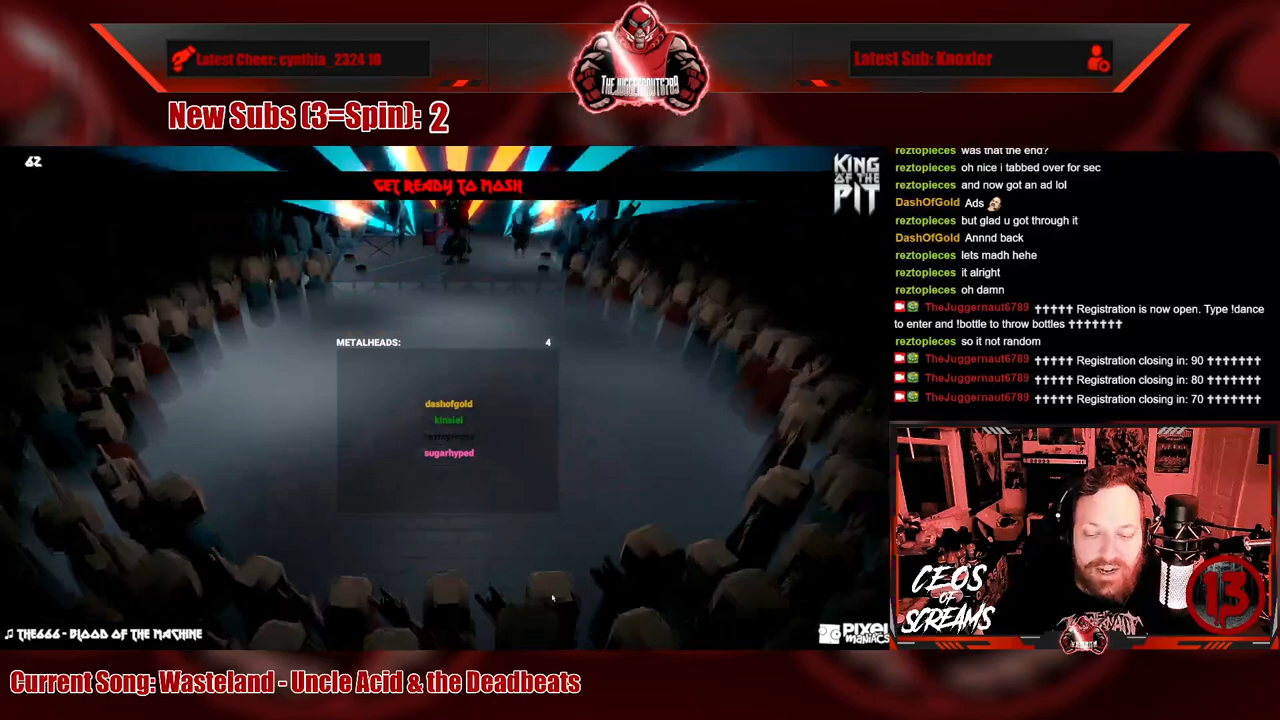 Latest Cheer: cynthia_2324 10
THEJUGGERNAUT6789
Latest Sub: Knoxler
New Subs (3=Spin): 2
62
GET READY TO MOSH
KING
OF THE
PIT
METALHEADS: 4
dashofgold
kinsiel
reztopieces
sugarhyped
♫ THE666 - BLOOD OF THE MACHINE
PIXEL
MANIACS
reztopieces was that the end?
reztopieces oh nice i tabbed over for sec
reztopieces and now got an ad lol
DashOfGold Ads
reztopieces but glad u got through it
DashOfGold Annnd back
reztopieces lets madh hehe
reztopieces it alright
reztopieces oh damn
TheJuggernaut6789 ✝✝✝✝✝ Registration is now open. Type !dance
to enter and !bottle to throw bottles ✝✝✝✝✝✝✝
reztopieces so it not random
TheJuggernaut6789 ✝✝✝✝✝ Registration closing in: 90 ✝✝✝✝✝✝✝
TheJuggernaut6789 ✝✝✝✝✝ Registration closing in: 80 ✝✝✝✝✝✝✝
TheJuggernaut6789 ✝✝✝✝✝ Registration closing in: 70 ✝✝✝✝✝✝✝
CEOS
OF
SCREAMS
13
Current Song: Wasteland - Uncle Acid & the Deadbeats